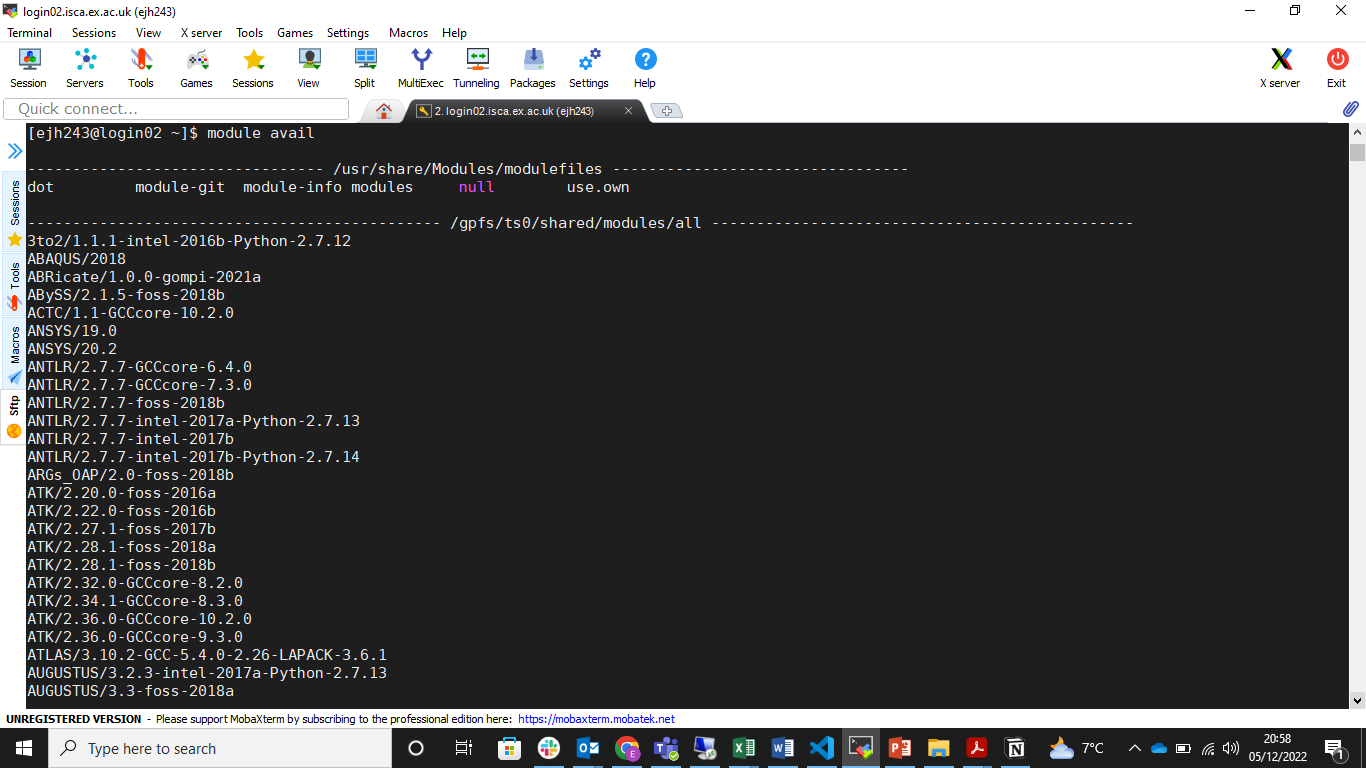 login02.isca.ex.ac.uk (ejh243)
Terminal Sessions View X server Tools Games Settings Macros Help
Session Servers Tools Games Sessions View Split MultiExec Tunneling Packages Settings Help X server Exit
Quick connect...
2. login02.isca.ex.ac.uk (ejh243)
[ejh243@login02 ~]$ module avail
--------------------------------- /usr/share/Modules/modulefiles ---------------------------------
dot module-git module-info modules null use.own
---------------------------------------------- /gpfs/ts0/shared/modules/all -----------------------------------------------
3to2/1.1.1-intel-2016b-Python-2.7.12
ABAQUS/2018
ABRicate/1.0.0-gompi-2021a
ABySS/2.1.5-foss-2018b
ACTC/1.1-GCCcore-10.2.0
ANSYS/19.0
ANSYS/20.2
ANTLR/2.7.7-GCCcore-6.4.0
ANTLR/2.7.7-GCCcore-7.3.0
ANTLR/2.7.7-foss-2018b
ANTLR/2.7.7-intel-2017a-Python-2.7.13
ANTLR/2.7.7-intel-2017b
ANTLR/2.7.7-intel-2017b-Python-2.7.14
ARGs_OAP/2.0-foss-2018b
ATK/2.20.0-foss-2016a
ATK/2.22.0-foss-2016b
ATK/2.27.1-foss-2017b
ATK/2.28.1-foss-2018a
ATK/2.28.1-foss-2018b
ATK/2.32.0-GCCcore-8.2.0
ATK/2.34.1-GCCcore-8.3.0
ATK/2.36.0-GCCcore-10.2.0
ATK/2.36.0-GCCcore-9.3.0
ATLAS/3.10.2-GCC-5.4.0-2.26-LAPACK-3.6.1
AUGUSTUS/3.2.3-intel-2017a-Python-2.7.13
AUGUSTUS/3.3-foss-2018a
Sessions
Tools
Macros
Sftp
UNREGISTERED VERSION - Please support MobaXterm by subscribing to the professional edition here: https://mobaxterm.mobatek.net
Type here to search
7°C
20:58
05/12/2022
1